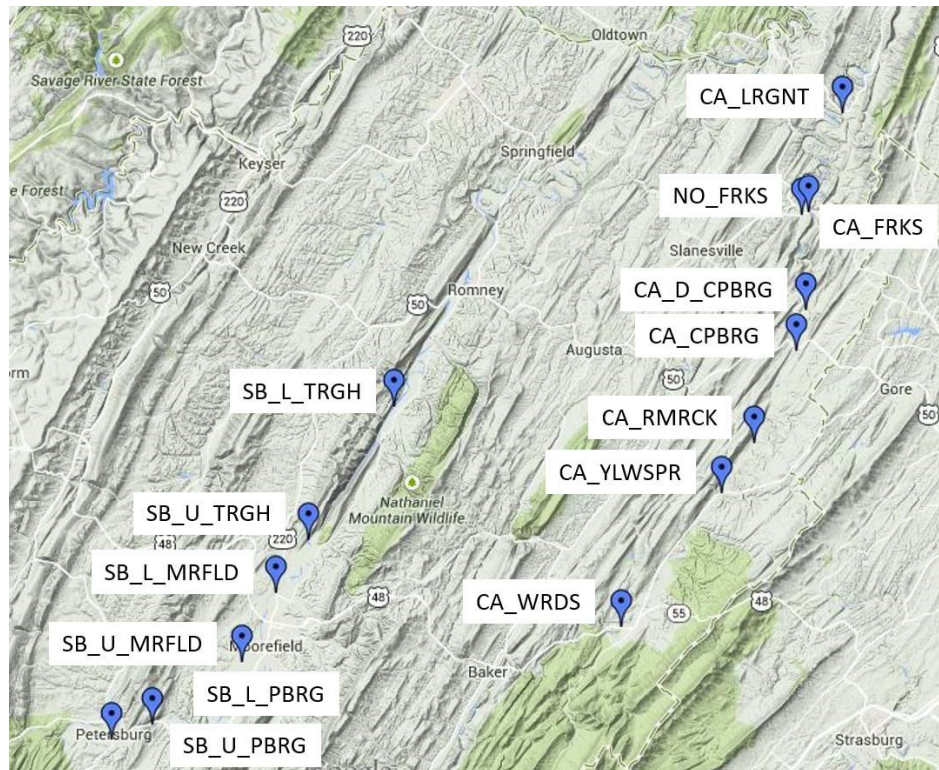 220
Oldtown
Savage River State Forest
CA_LRGNT
Springfield
Keyser
e Forest
220
NO_FRKS
CA_FRKS
New Creek
Slanesville
50
Romney
CA_D_CPBRG
50
CA_CPBRG
Augusta
orm
50
SB_L_TRGH
Gore
50
CA_RMRCK
CA_YLWSPR
Nathaniel
Mountain Wildlife...
SB_U_TRGH
220
48
SB_L_MRFLD
48
CA_WRDS
55
48
SB_U_MRFLD
Moorefield
Baker
SB_L_PBRG
Petersburg
SB_U_PBRG
Strasburg